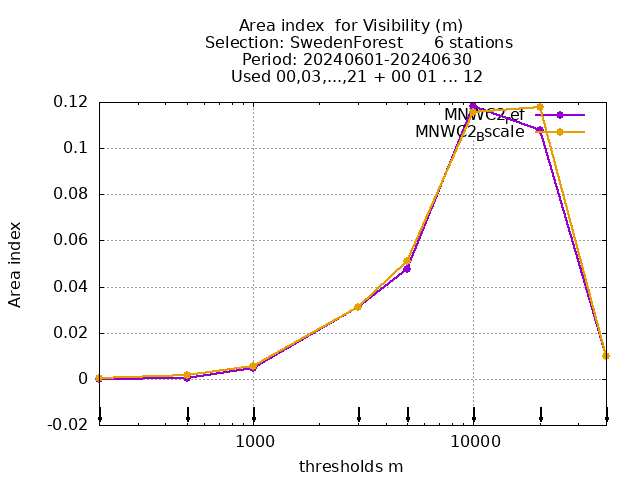 Area index  for Visibility (m)
Selection: SwedenForest      6 stations
Period: 20240601-20240630
Used 00,03,...,21 + 00 01 ... 12
0.12
0.1
0.08
0.06
0.04
0.02
0
-0.02
Area index
MNWC2_Bscale
1000
10000
thresholds m